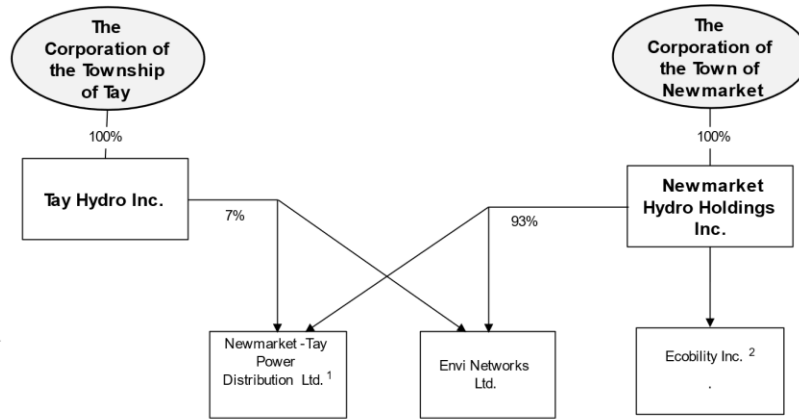 The
Corporation of
the Township
of Tay
The
Corporation of
the Town of
Newmarket
100%
100%
Tay Hydro Inc.
Newmarket
Hydro Holdings
Inc.
7%
93%
Newmarket -Tay
Power
Distribution Ltd. 1
Envi Networks
Ltd.
Ecobility Inc. 2
.